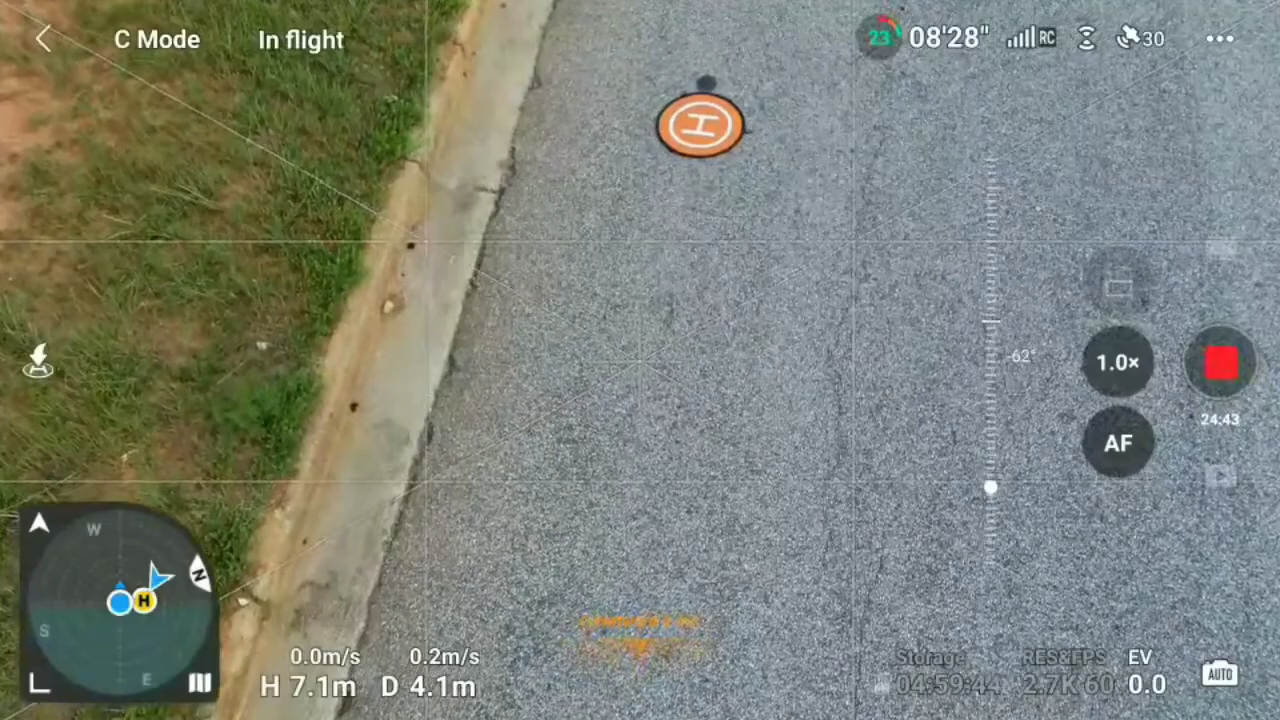 C Mode
In flight
23
08'28"
RC
30
H
-62°
1.0×
24:43
AF
W
N
H
S
E
0.0m/s
0.2m/s
H 7.1m
D 4.1m
Storage
04:59:44
RES&FPS
2.7K 60
EV
0.0
AUTO